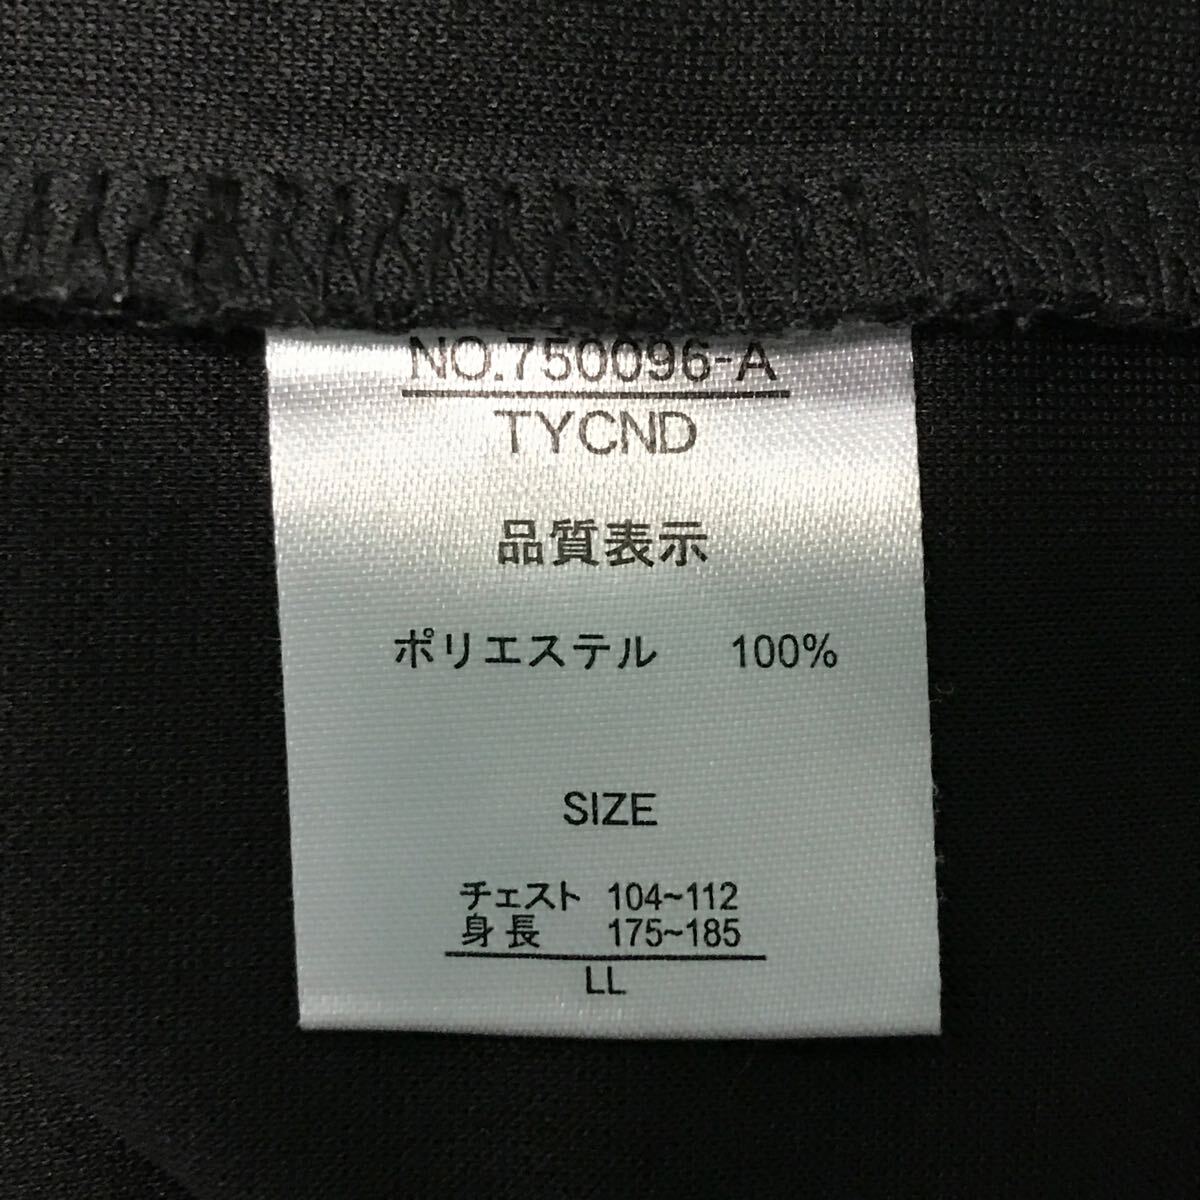 NO.750096-A
TYCND
品質表示
ポリエステル 100%
SIZE
チェスト 104~112
身長 175~185
LL